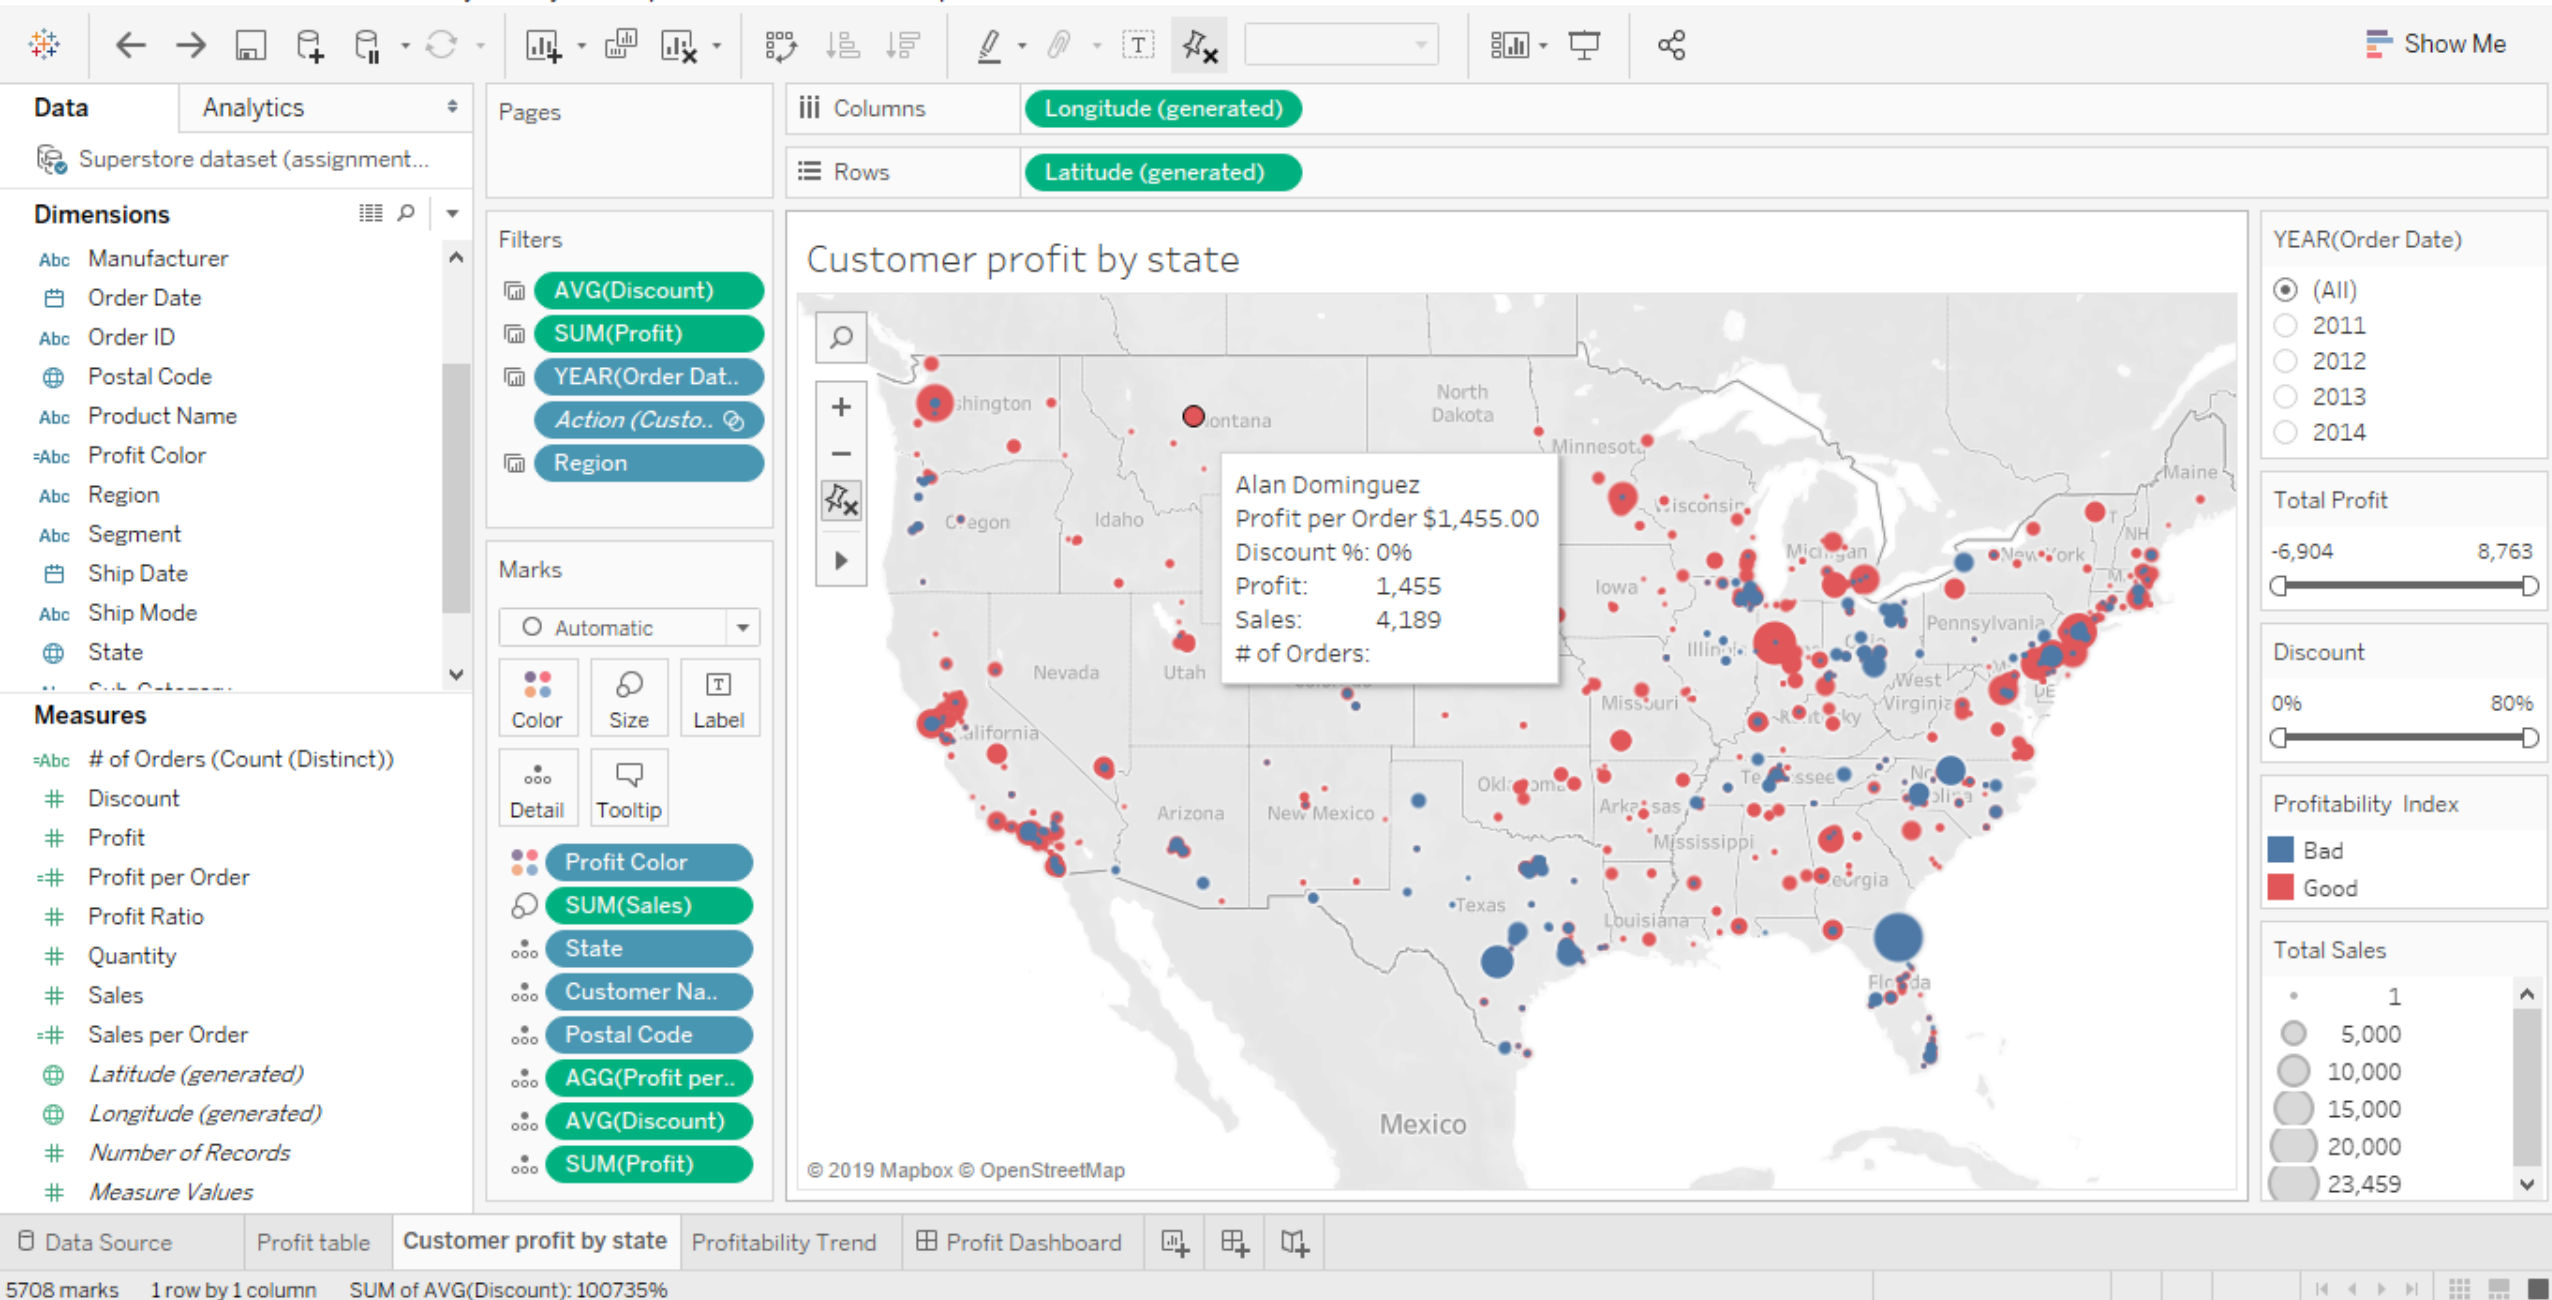 Show Me
Data
Analytics
Superstore dataset (assignment...
Dimensions
Abc Manufacturer
Order Date
Abc Order ID
Postal Code
Abc Product Name
=Abc Profit Color
Abc Region
Abc Segment
Ship Date
Abc Ship Mode
State
Measures
=Abc # of Orders (Count (Distinct))
# Discount
# Profit
=# Profit per Order
# Profit Ratio
# Quantity
# Sales
=# Sales per Order
Latitude (generated)
Longitude (generated)
# Number of Records
# Measure Values
Pages
Filters
AVG(Discount)
SUM(Profit)
YEAR(Order Dat..
Action (Custo..
Region
Marks
Automatic
Color
Size
Label
Detail
Tooltip
Profit Color
SUM(Sales)
State
Customer Na..
Postal Code
AGG(Profit per..
AVG(Discount)
SUM(Profit)
Columns
Longitude (generated)
Rows
Latitude (generated)
Customer profit by state
North
Dakota
Maine
Idaho
Iowa
NH
Nevada
Utah
Pennsylvania
West
Virginia
DE
Arizona
New Mexico
Mississippi
Texas
Louisiana
Mexico
Alan Dominguez
Profit per Order $1,455.00
Discount %: 0%
Profit: 1,455
Sales: 4,189
# of Orders:
© 2019 Mapbox © OpenStreetMap
YEAR(Order Date)
(All)
2011
2012
2013
2014
Total Profit
-6,904 8,763
Discount
0% 80%
Profitability Index
Bad
Good
Total Sales
1
5,000
10,000
15,000
20,000
23,459
Data Source
Profit table
Customer profit by state
Profitability Trend
Profit Dashboard
5708 marks 1 row by 1 column SUM of AVG(Discount): 100735%